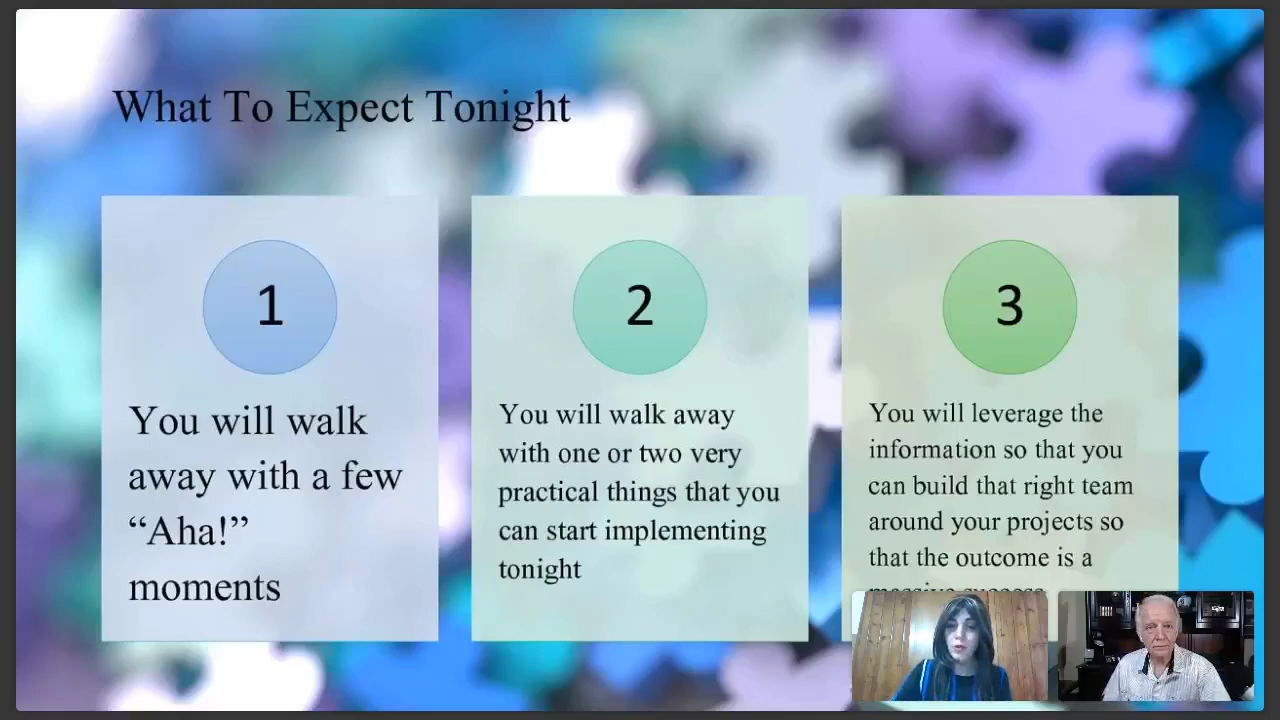 What To Expect Tonight
1
You will walk
away with a few
“Aha!”
moments
2
You will walk away
with one or two very
practical things that you
can start implementing
tonight
3
You will leverage the
information so that you
can build that right team
around your projects so
that the outcome is a
massive success